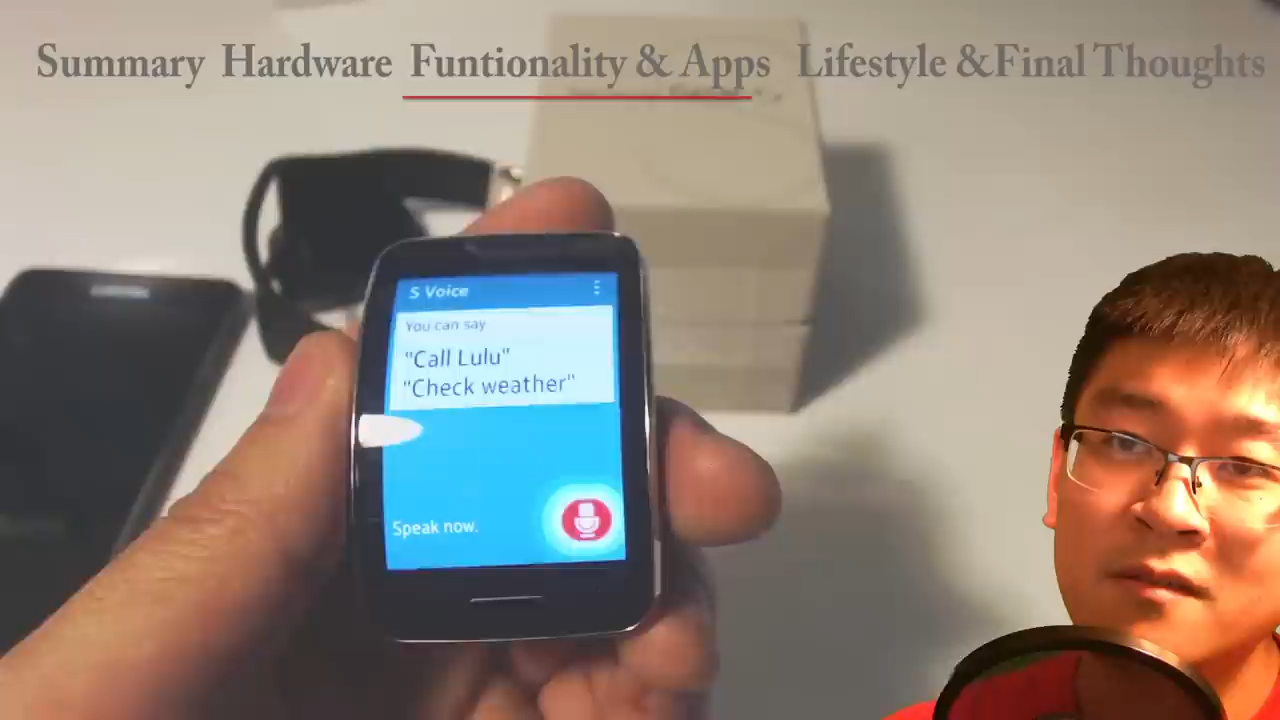 Summary Hardware Funtionality & Apps Lifestyle &Final Thoughts
S Voice
You can say
"Call Lulu"
"Check weather"
Speak now.